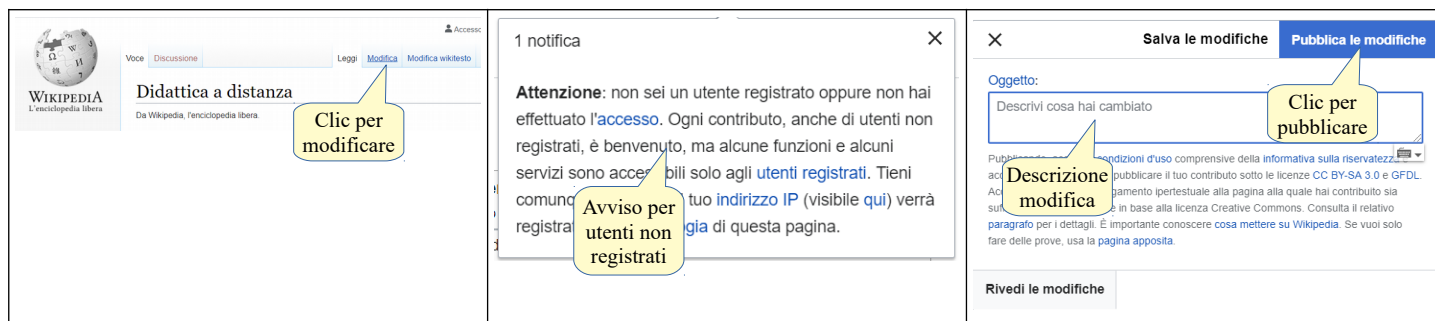 Accesso
Voce Discussione Leggi Modifica Modifica wikitesto
WIKIPEDIA
L'enciclopedia libera
Didattica a distanza
Da Wikipedia, l'enciclopedia libera.
Clic per
modificare
1 notifica
Attenzione: non sei un utente registrato oppure non hai
effettuato l'accesso. Ogni contributo, anche di utenti non
registrati, è benvenuto, ma alcune funzioni e alcuni
servizi sono accessibili solo agli utenti registrati. Tieni
tuo indirizzo IP (visibile qui) verrà
di questa pagina.
Avviso per
utenti non
registrati
Salva le modifiche Pubblica le modifiche
Oggetto:
Descrivi cosa hai cambiato
Clic per
pubblicare
condizioni d'uso comprensive della informativa sulla riservatezza
pubblicare il tuo contributo sotto le licenze CC BY-SA 3.0 e GFDL.
ipertestuale alla pagina alla quale hai contribuito sia
in base alla licenza Creative Commons. Consulta il relativo
paragrafo per i dettagli. È importante conoscere cosa mettere su Wikipedia. Se vuoi solo
fare delle prove, usa la pagina apposita.
Descrizione
modifica
Rivedi le modifiche